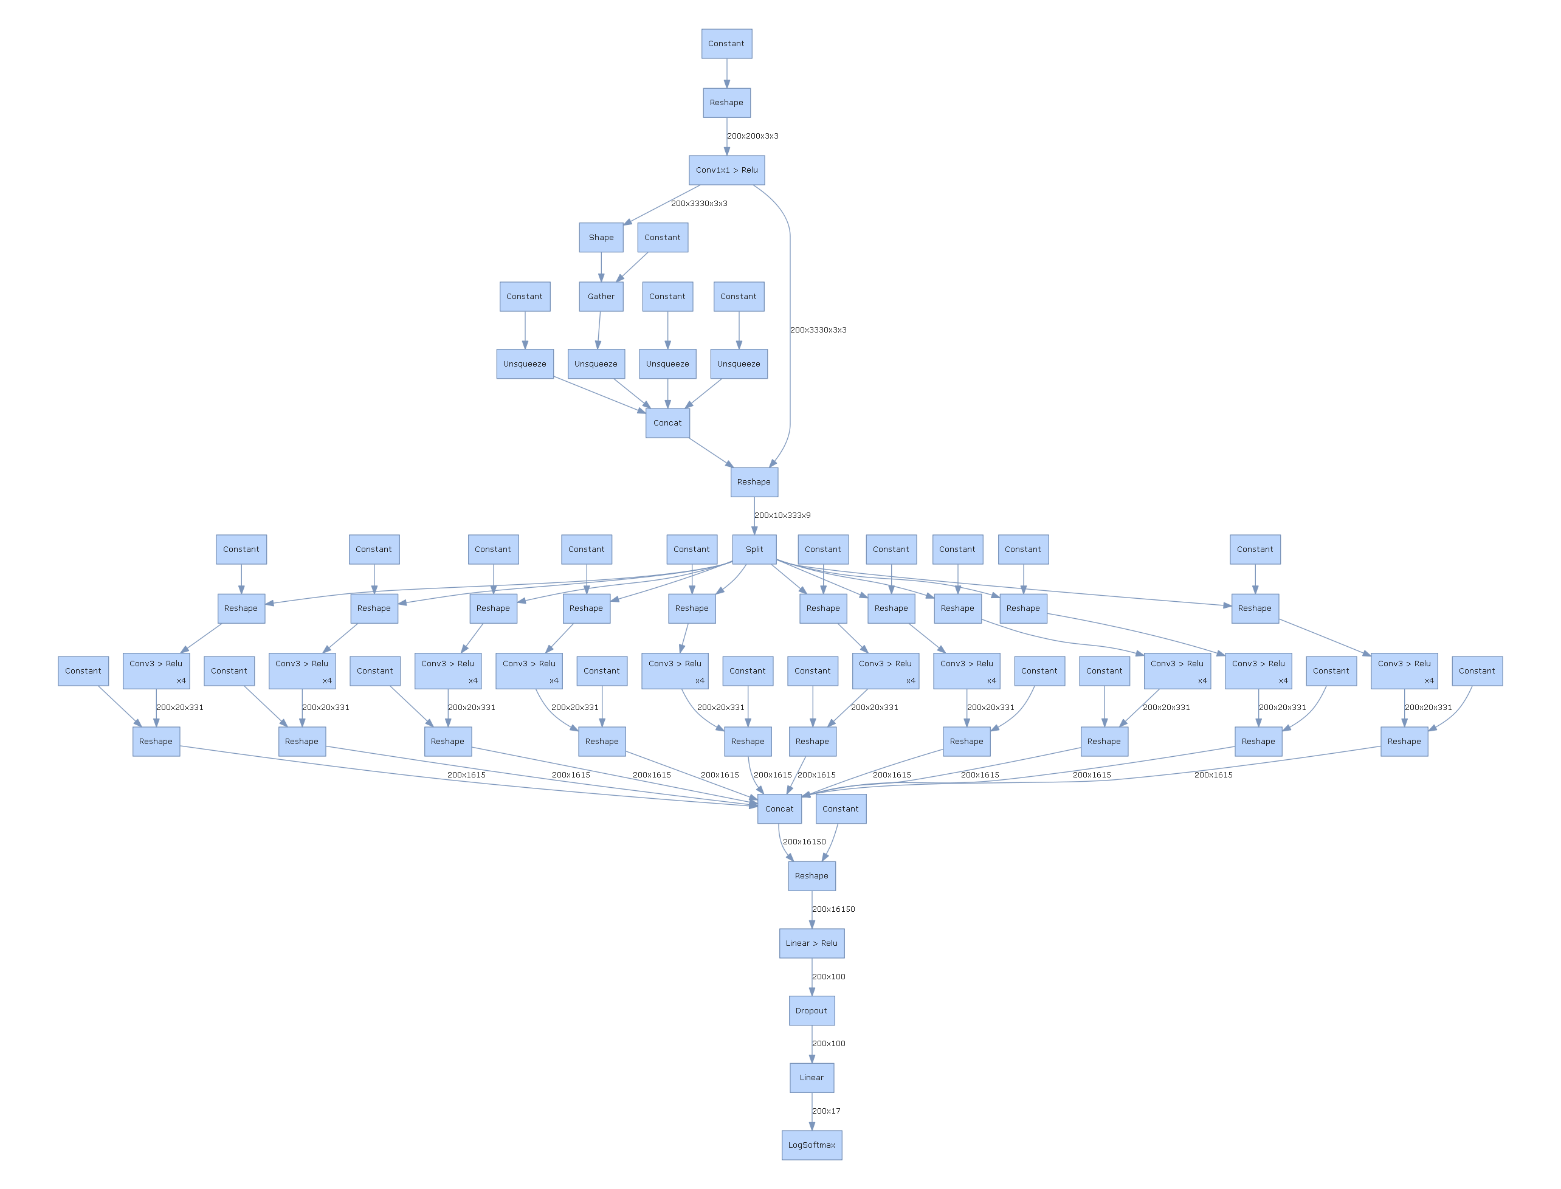 Constant
Reshape
200x200x3x3
Conv1x1 > Relu
200x3330x3x3
Shape Constant
Constant Gather Constant Constant
200x3330x3x3
Unsqueeze Unsqueeze Unsqueeze Unsqueeze
Concat
Reshape
200x10x333x9
Constant Constant Constant Constant Constant Split Constant Constant Constant Constant Constant
Reshape Reshape Reshape Reshape Reshape Reshape Reshape Reshape Reshape Reshape
Constant Conv3 > Relu Constant Conv3 > Relu Constant Conv3 > Relu Conv3 > Relu Constant Conv3 > Relu Constant Constant Conv3 > Relu Conv3 > Relu Constant Constant Conv3 > Relu Conv3 > Relu Constant Conv3 > Relu Constant
x4 x4 x4 x4 x4 x4 x4 x4 x4 x4
200x20x331 200x20x331 200x20x331 200x20x331 200x20x331 200x20x331 200x20x331 200x20x331 200x20x331 200x20x331
Reshape Reshape Reshape Reshape Reshape Reshape Reshape Reshape Reshape Reshape
200x1615 200x1615 200x1615 200x1615 200x1615 200x1615 200x1615 200x1615 200x1615 200x1615
Concat Constant
200x16150
Reshape
200x16150
Linear > Relu
200x100
Dropout
200x100
Linear
200x17
LogSoftmax